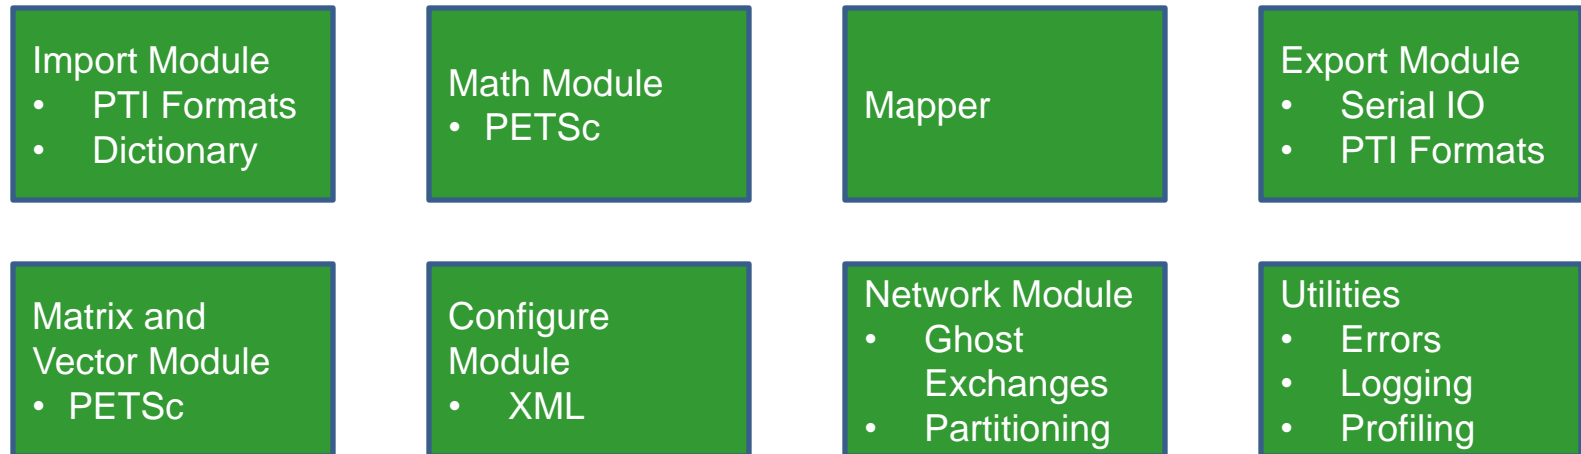 Import Module
• PTI Formats
• Dictionary
Math Module
• PETSc
Mapper
Export Module
• Serial IO
• PTI Formats
Matrix and
Vector Module
• PETSc
Configure
Module
• XML
Network Module
• Ghost
Exchanges
• Partitioning
Utilities
• Errors
• Logging
• Profiling